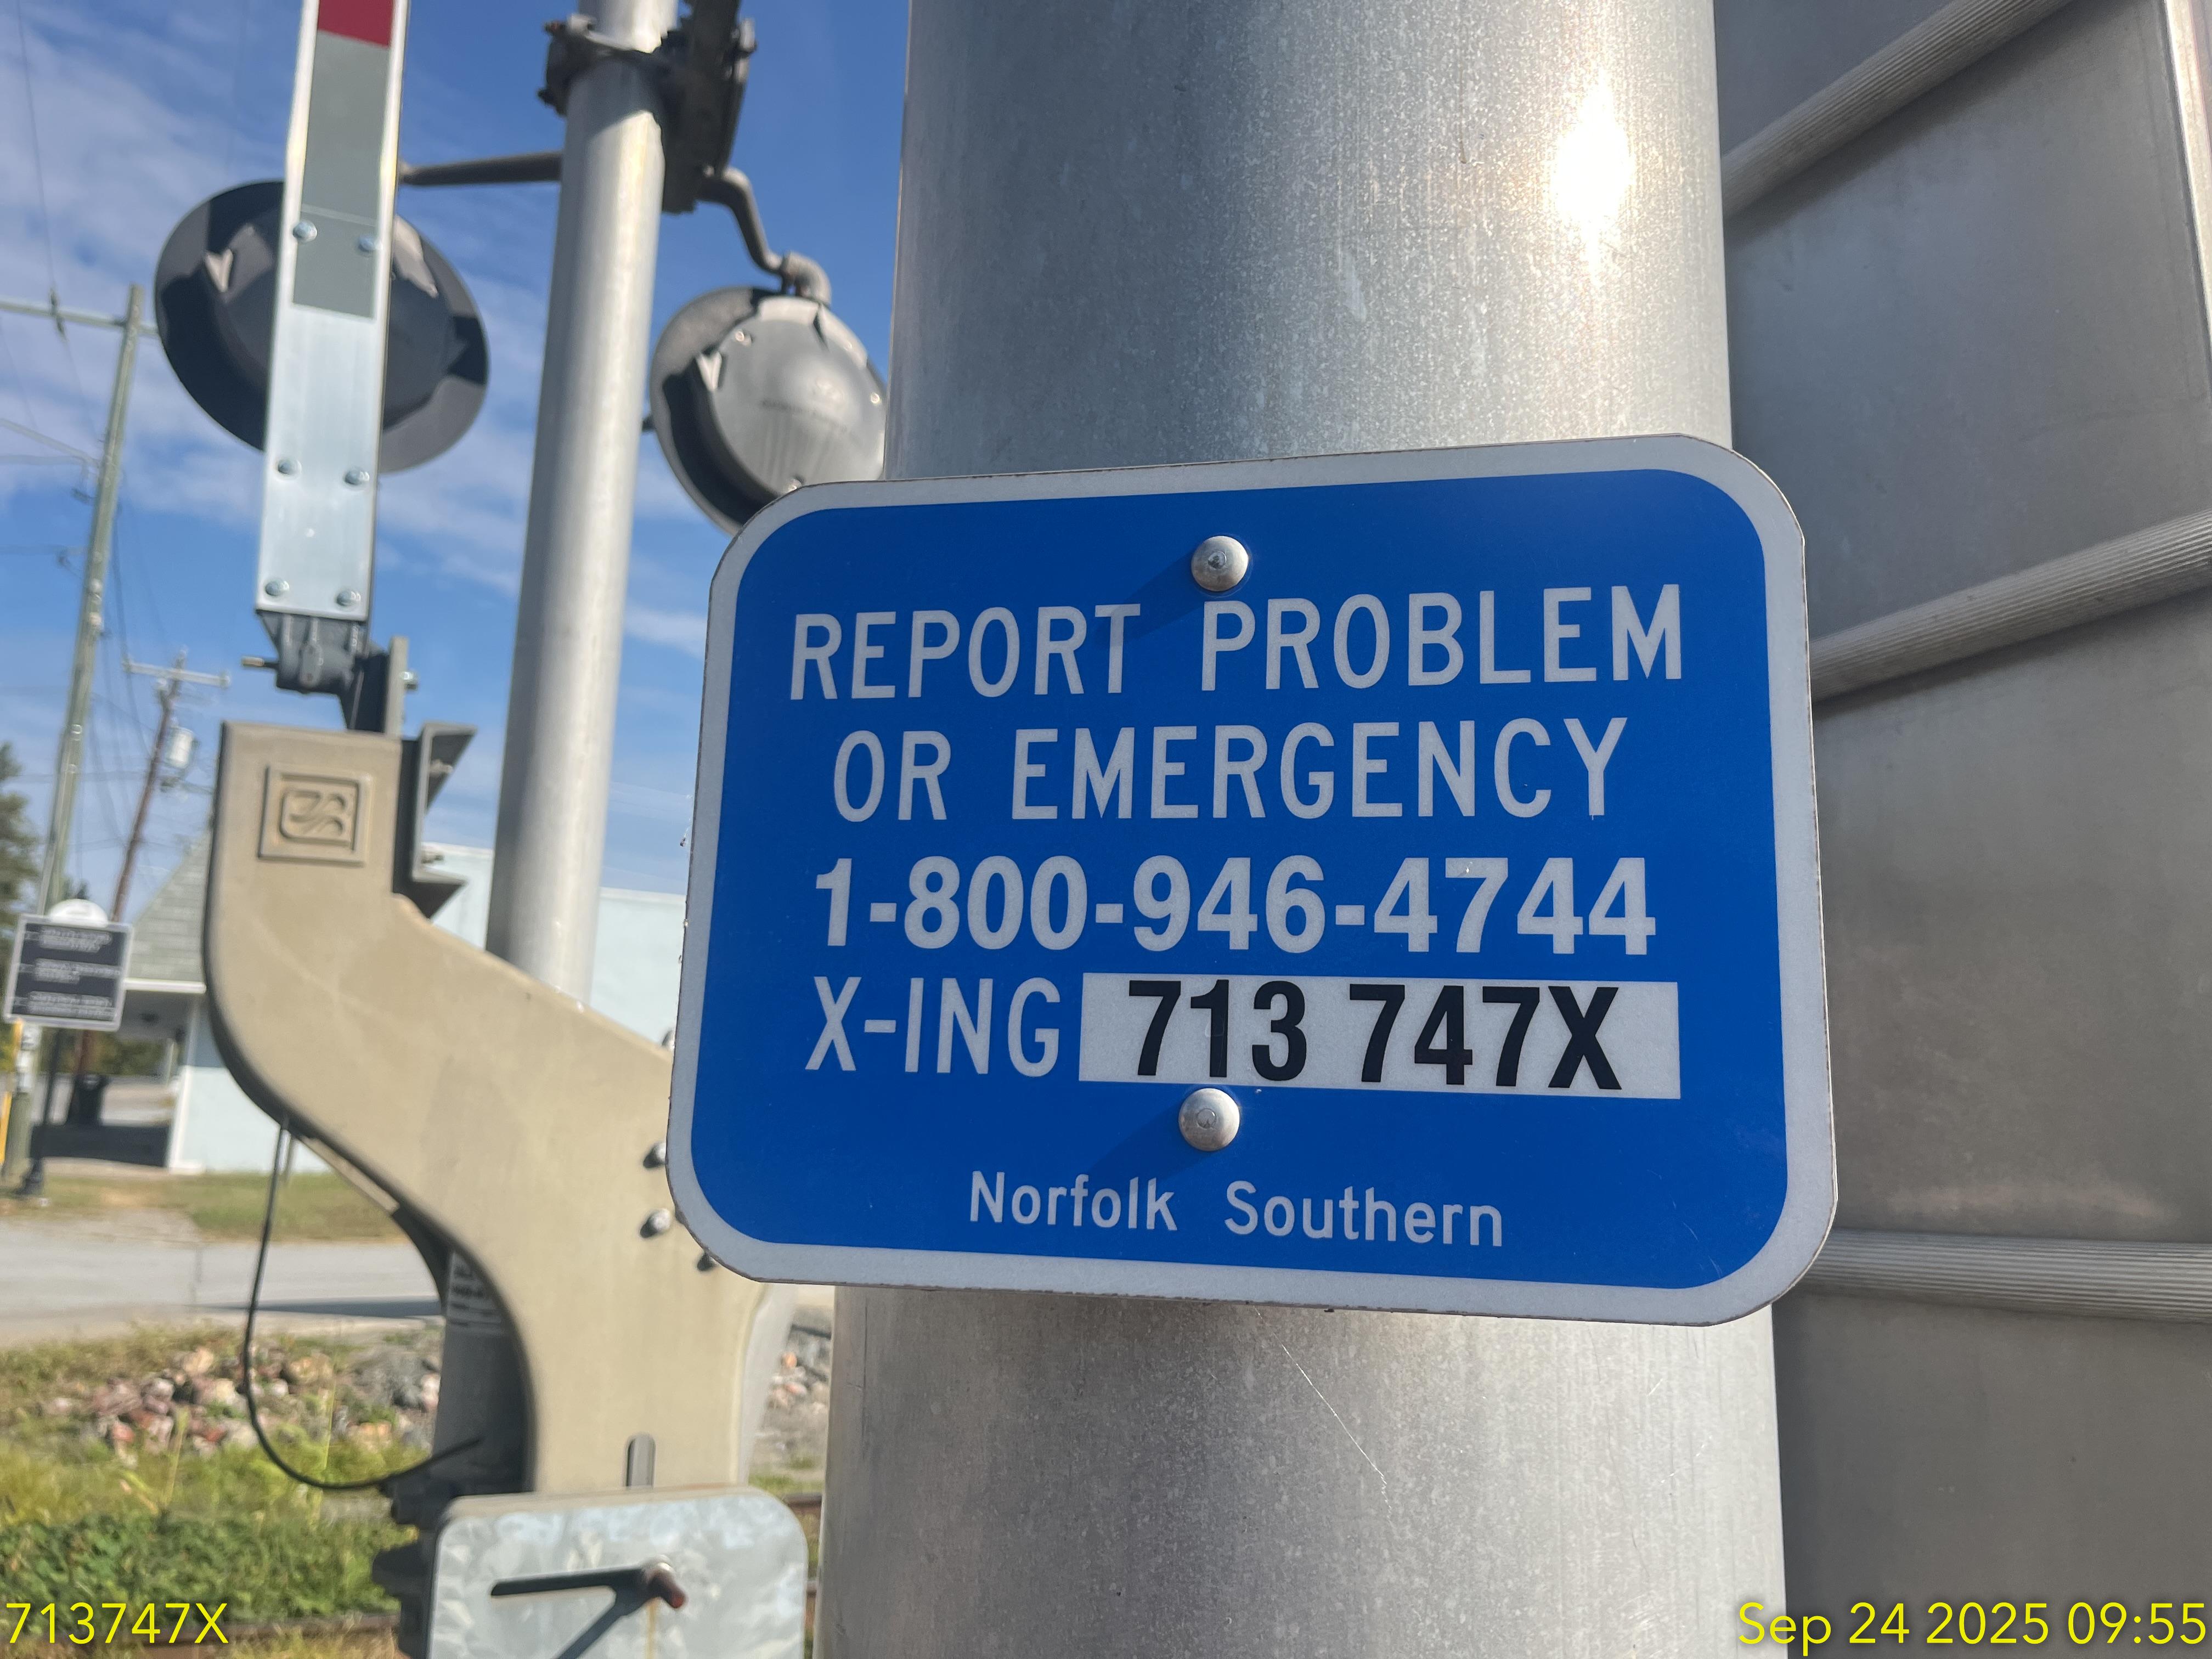 REPORT PROBLEM
OR EMERGENCY
1-800-946-4744
X-ING 713 747X
Norfolk Southern
713747X
Sep 24 2025 09:55